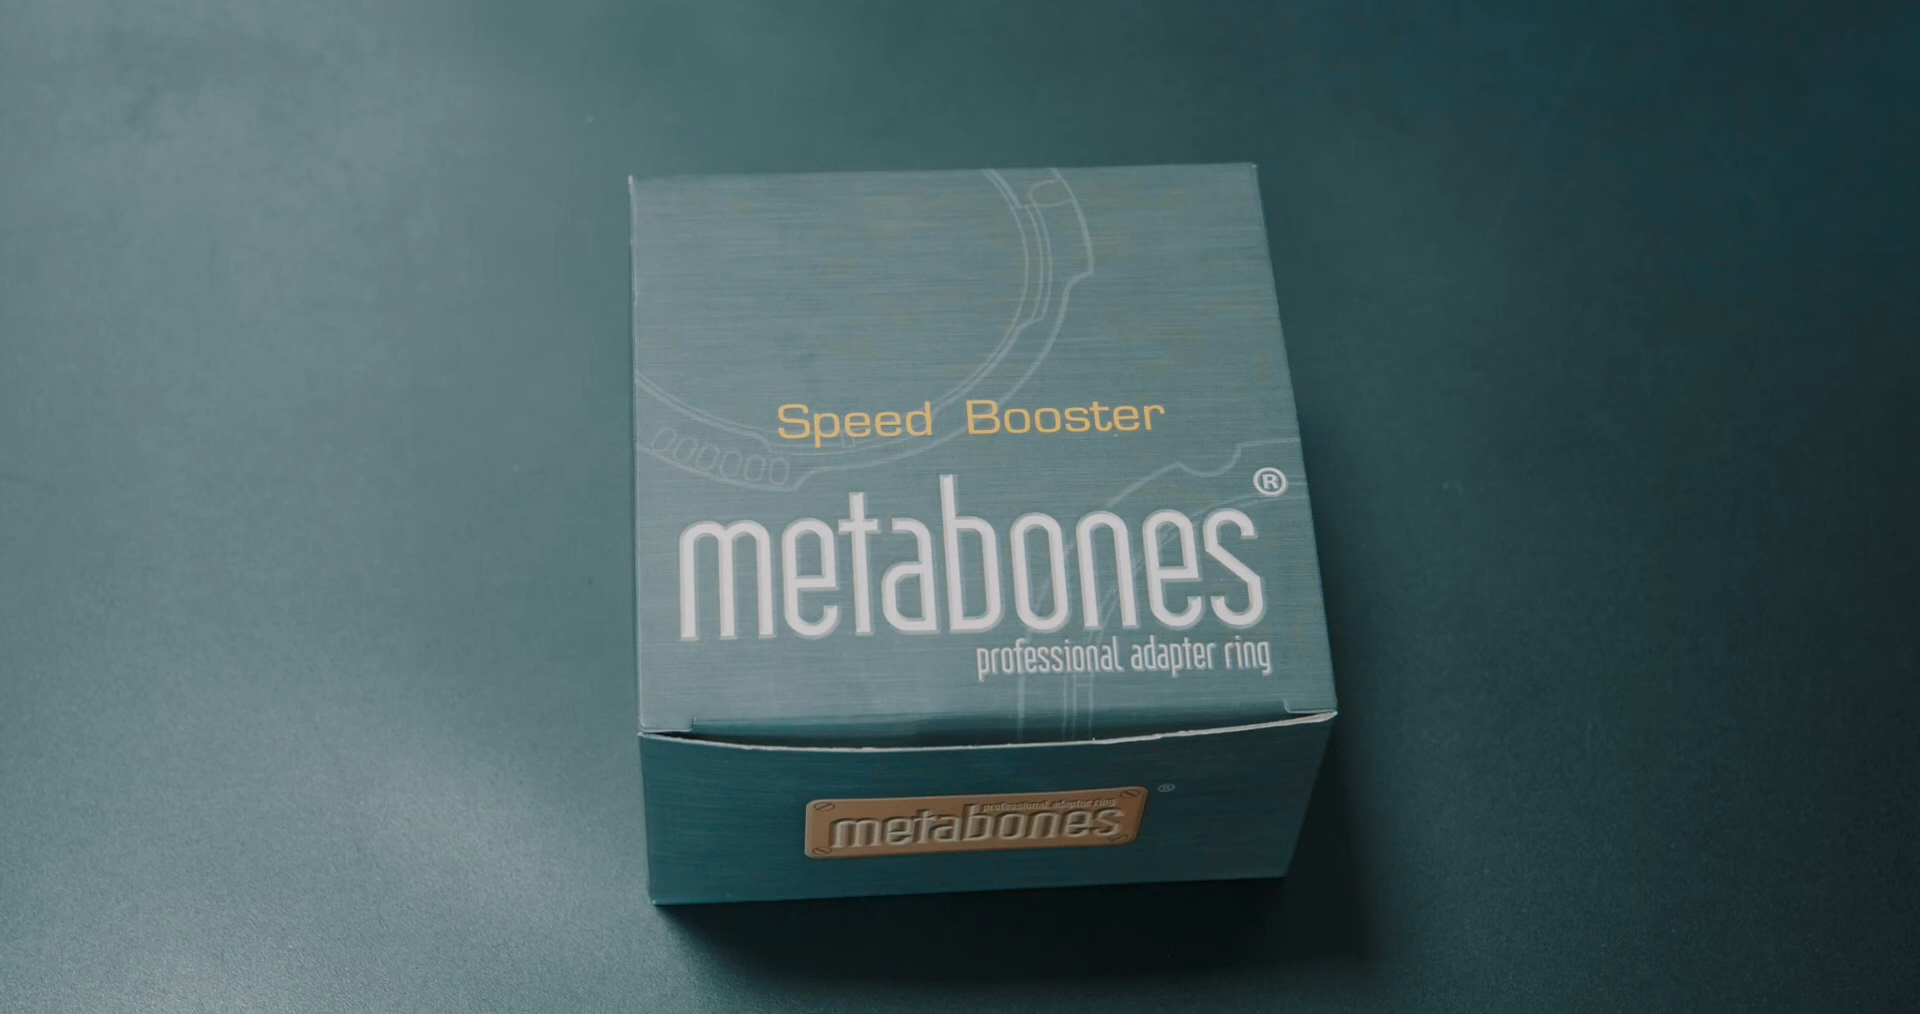 Speed Booster
metabones®
professional adapter ring
professional adapter ring
metabones®